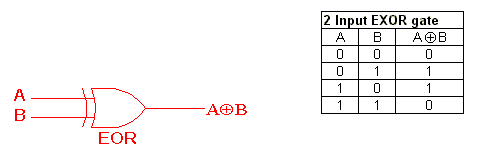 A
B
A⊕B
EOR
2 Input EXOR gate
A B A⊕B
0 0 0
0 1 1
1 0 1
1 1 0